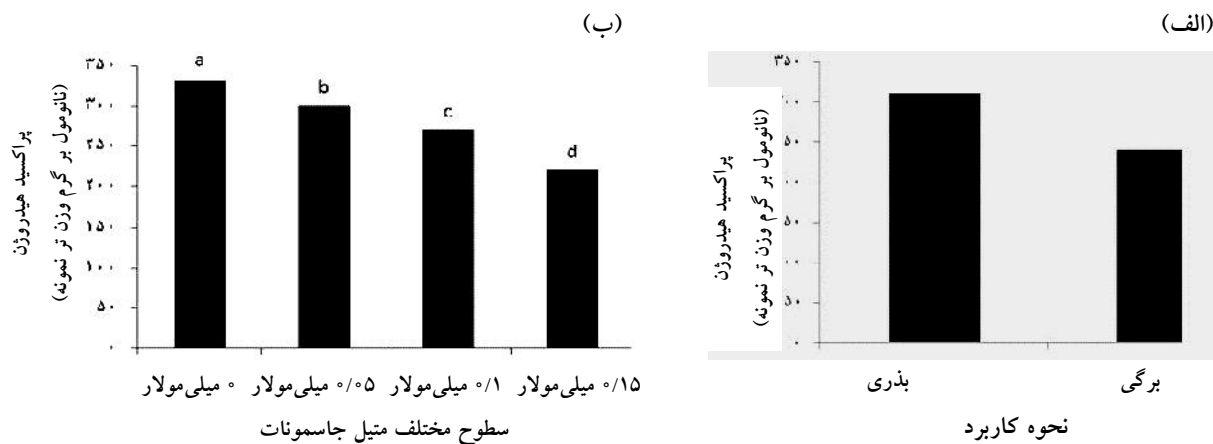 (الف)
پراکسید هیدروژن
(نانومول بر گرم وزن تر نمونه)
۳۵۰
۵۰
۰
بذری
برگی
نحوه کاربرد
(ب)
پراکسید هیدروژن
(نانومول بر گرم وزن تر نمونه)
۳۵۰
۳۰۰
۲۵۰
۲۰۰
۱۵۰
۱۰۰
۵۰
۰
a
b
c
d
۰ میلی‌مولار ۰/۰۵ میلی‌مولار ۰/۱ میلی‌مولار ۰/۱۵ میلی‌مولار
سطوح مختلف متیل جاسمونات